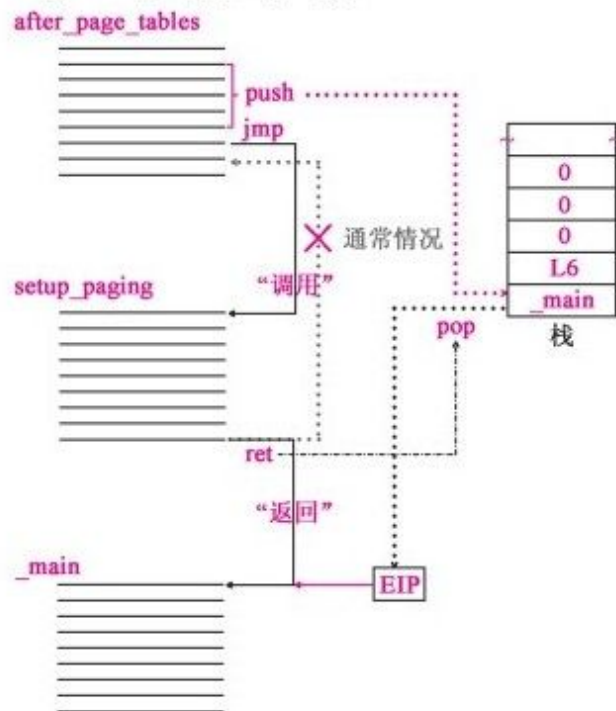 after_page_tables
push
jmp
0
0
0
通常情况
L6
setup_paging
“调用”
_main
pop
栈
ret
“返回”
_main
EIP